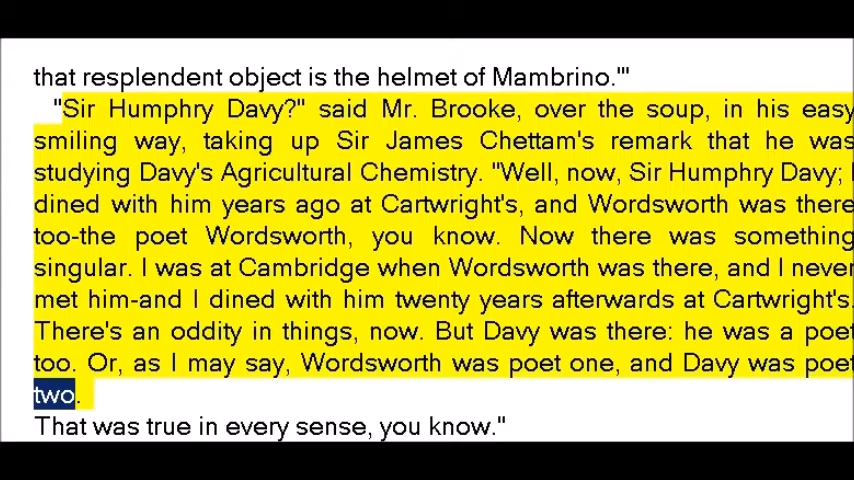 that resplendent object is the helmet of Mambrino.'"
"Sir Humphry Davy?" said Mr. Brooke, over the soup, in his easy
smiling way, taking up Sir James Chettam's remark that he was
studying Davy's Agricultural Chemistry. "Well, now, Sir Humphry Davy; I
dined with him years ago at Cartwright's, and Wordsworth was there
too-the poet Wordsworth, you know. Now there was something
singular. I was at Cambridge when Wordsworth was there, and I never
met him-and I dined with him twenty years afterwards at Cartwright's.
There's an oddity in things, now. But Davy was there: he was a poet
too. Or, as I may say, Wordsworth was poet one, and Davy was poet
two.
That was true in every sense, you know."